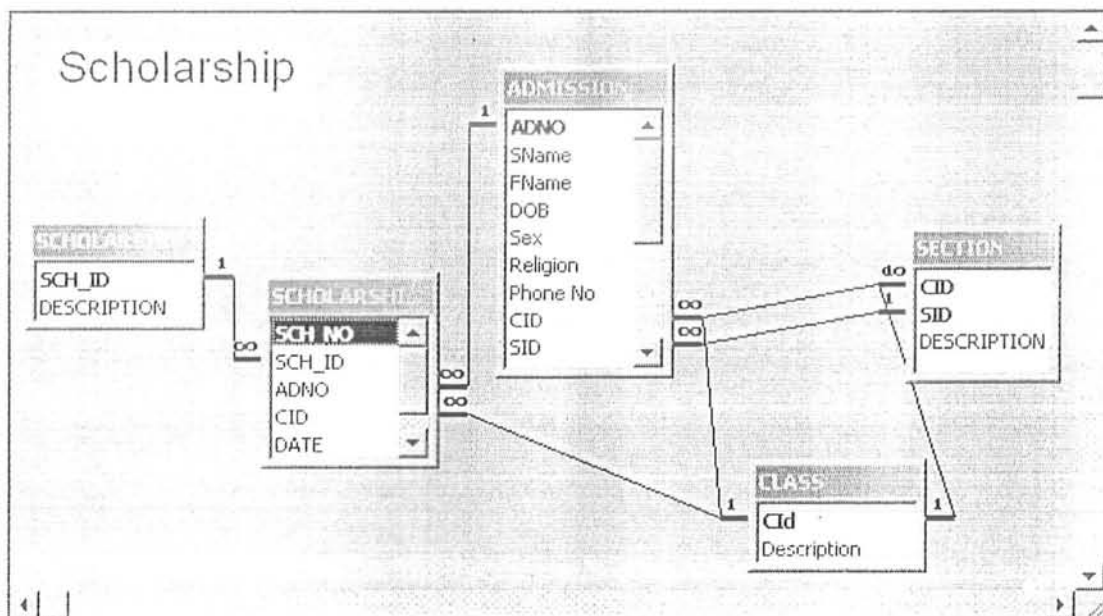 Scholarship
ADMISSION
ADNO
SName
FName
DOB
Sex
Religion
Phone No
CID
SID
SCH_ID
DESCRIPTION
SCHOLARSHI
SCH_NO
SCH_ID
ADNO
CID
DATE
SECTION
CID
SID
DESCRIPTION
CLASS
CId
Description
1
1
∞
∞
∞
∞
∞
1
1
1